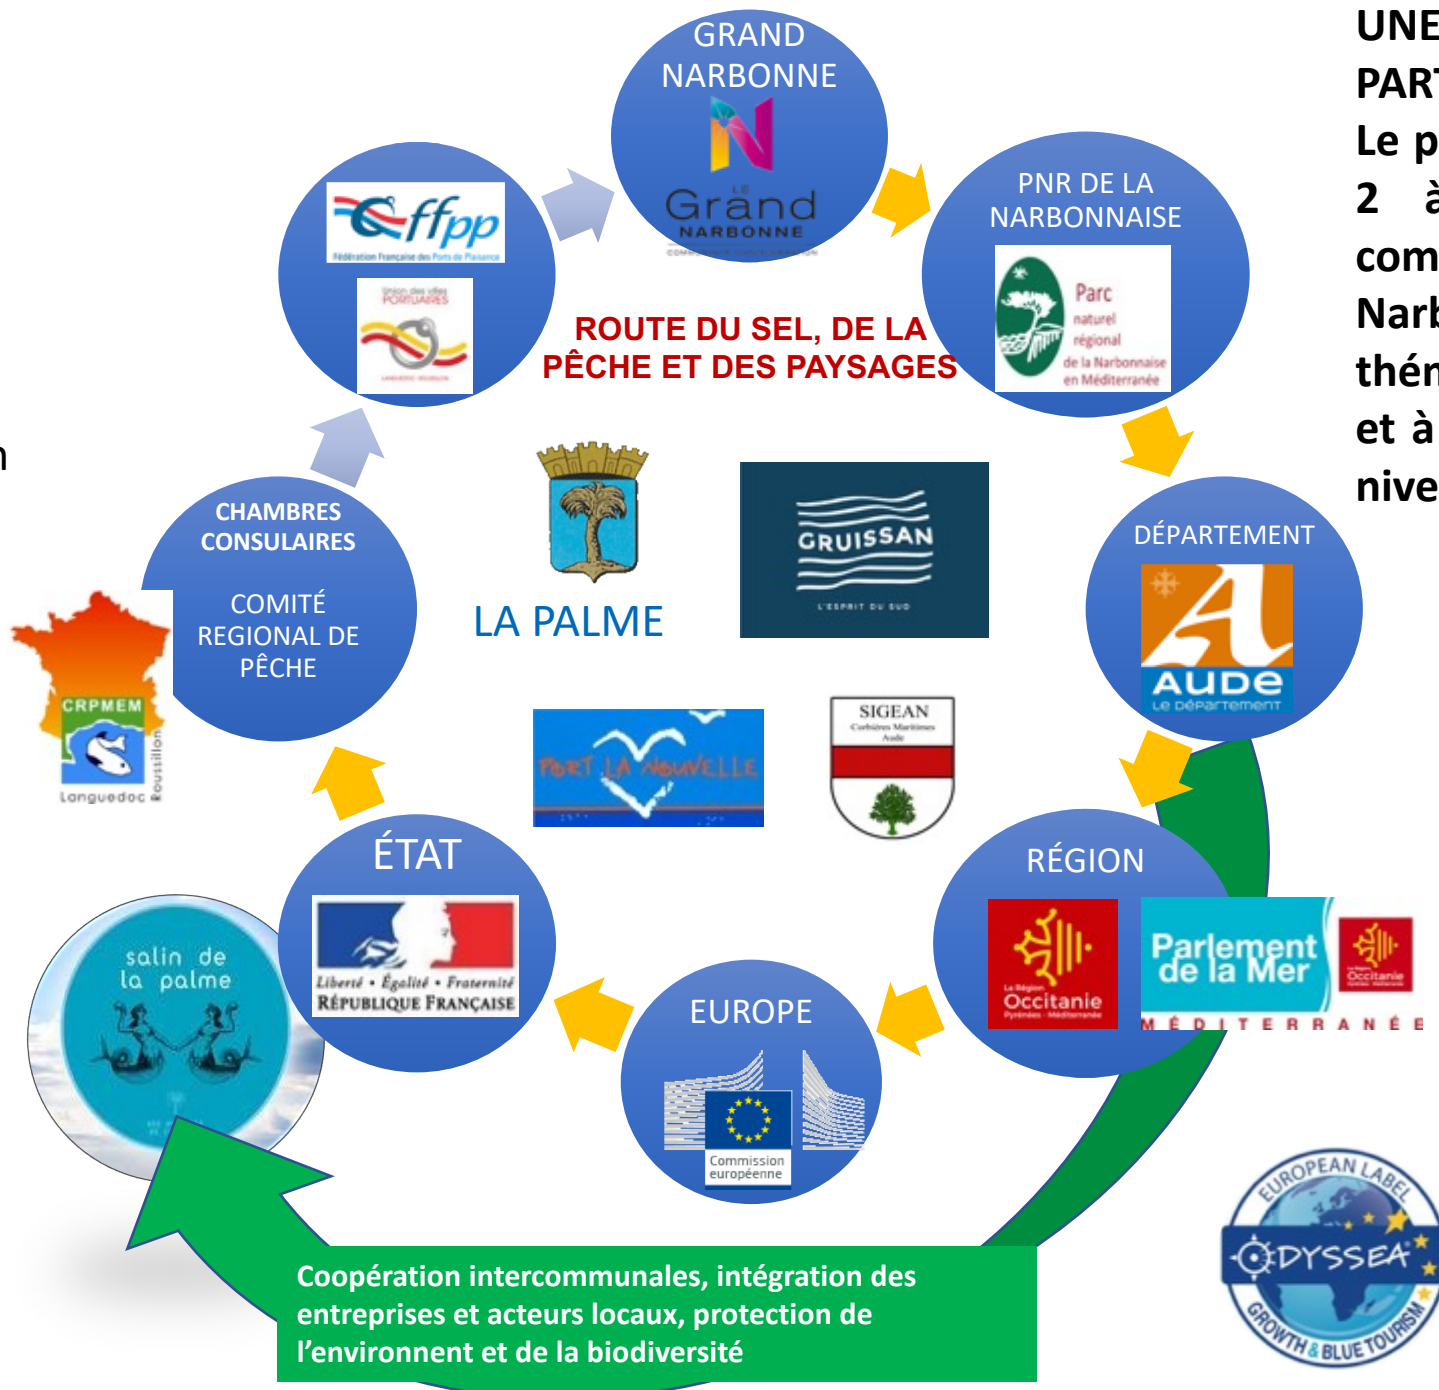 GRAND
NARBONNE
LE
Grand
NARBONNE
PNR DE LA
NARBONNAISE
Parc
naturel
régional
de la Narbonnaise
en Méditerranée
ffpp
Fédération Française des Ports de Plaisance
Union des villes
PORTUAIRES
ROUTE DU SEL, DE LA
PÊCHE ET DES PAYSAGES
UNE
PART
Le p
2 à
com
Narb
thém
et à
nive
n
CHAMBRES
CONSULAIRES
COMITÉ
REGIONAL DE
PÊCHE
CRPMEM
Languedoc
Roussillon
LA PALME
GRUISSAN
L'ESPRIT DU SUD
DÉPARTEMENT
AUDE
LE DÉPARTEMENT
PORT LA NOUVELLE
SIGEAN
Corbières Maritimes
Aude
ÉTAT
Liberté • Égalité • Fraternité
RÉPUBLIQUE FRANÇAISE
RÉGION
La Région
Occitanie
Pyrénées - Méditerranée
Parlement
de la Mer
La Région
Occitanie
MÉDITERRANÉE
salin de
la palme
EUROPE
Commission
européenne
Coopération intercommunales, intégration des
entreprises et acteurs locaux, protection de
l'environnent et de la biodiversité
EUROPEAN LABEL
ODYSSEA
GROWTH & BLUE TOURISM